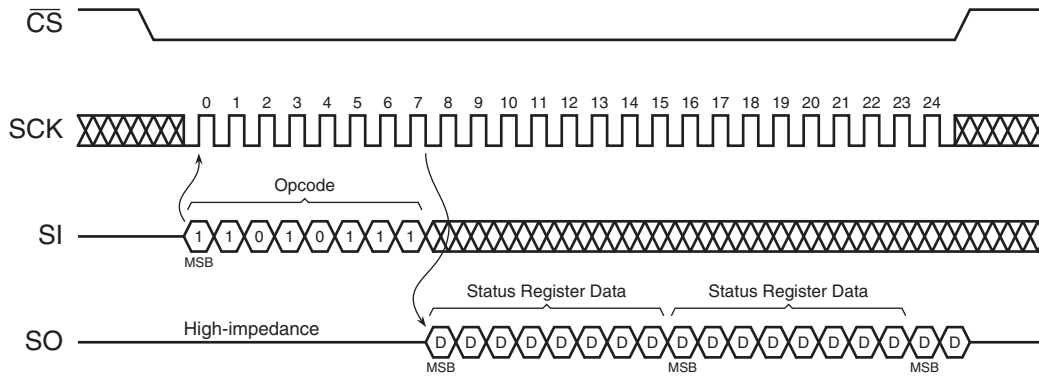 CS
0 1 2 3 4 5 6 7 8 9 10 11 12 13 14 15 16 17 18 19 20 21 22 23 24
SCK
Opcode
SI 1 1 0 1 0 1 1 1
MSB
Status Register Data Status Register Data
High-impedance
SO D D D D D D D D D D D D D D D D D D
MSB MSB MSB